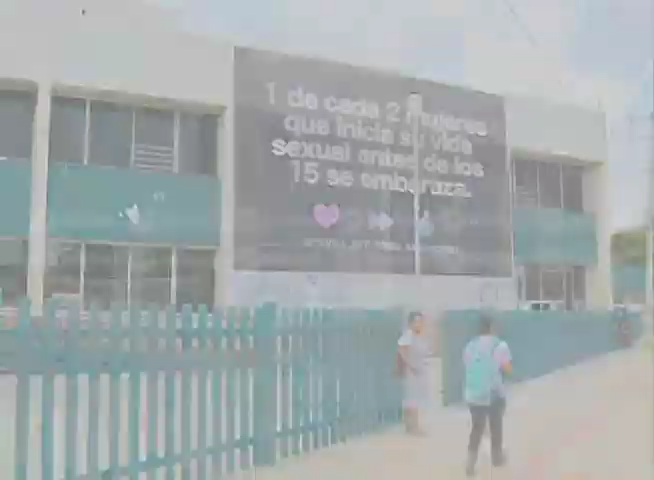 1 de cada 2 mujeres
que inicia su vida
sexual antes de los
15 se embaraza.